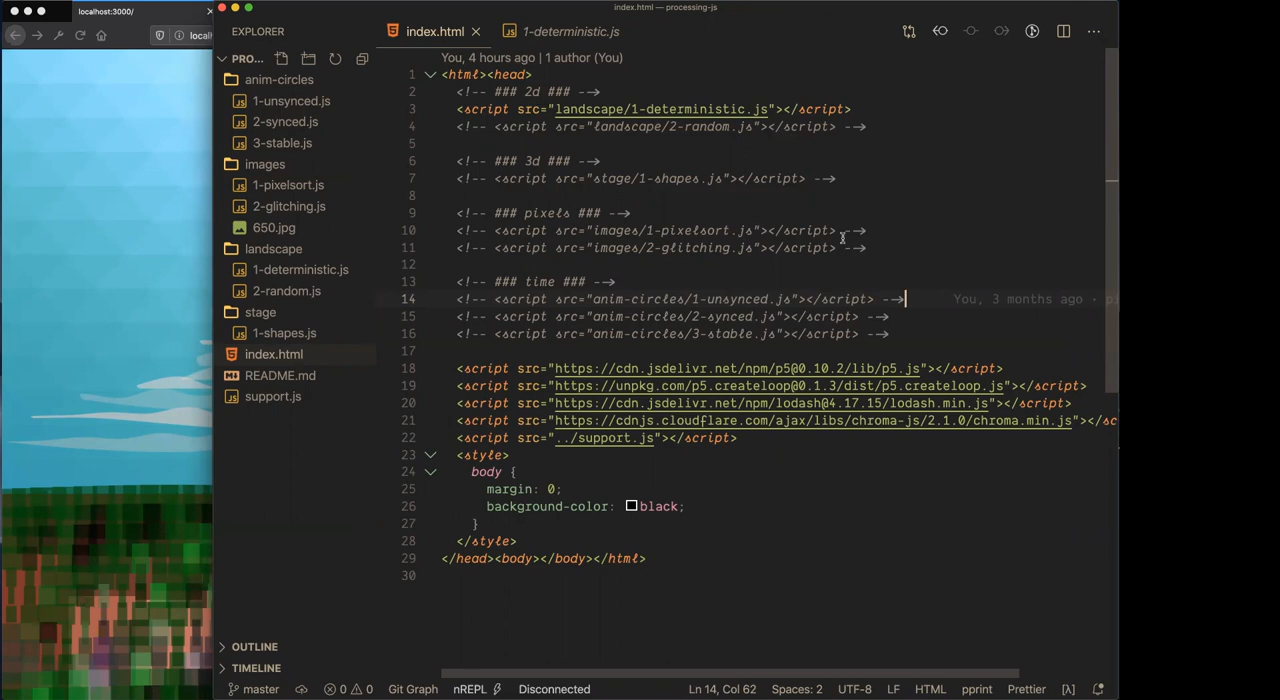 localhost:3000/
index.html — processing-js
locall
EXPLORER
index.html
1-deterministic.js
PRO...
anim-circles
1-unsynced.js
2-synced.js
3-stable.js
images
1-pixelsort.js
2-glitching.js
650.jpg
landscape
1-deterministic.js
2-random.js
stage
1-shapes.js
index.html
README.md
support.js
OUTLINE
TIMELINE
You, 4 hours ago | 1 author (You)
1 <html><head>
2 <!-- ### 2d ### -->
3 <script src="landscape/1-deterministic.js"></script>
4 <!-- <script src="landscape/2-random.js"></script> -->
5
6 <!-- ### 3d ### -->
7 <!-- <script src="stage/1-shapes.js"></script> -->
8
9 <!-- ### pixels ### -->
10 <!-- <script src="images/1-pixelsort.js"></script> -->
11 <!-- <script src="images/2-glitching.js"></script> -->
12
13 <!-- ### time ### -->
14 <!-- <script src="anim-circles/1-unsynced.js"></script> --> You, 3 months ago • p
15 <!-- <script src="anim-circles/2-synced.js"></script> -->
16 <!-- <script src="anim-circles/3-stable.js"></script> -->
17
18 <script src="https://cdn.jsdelivr.net/npm/p5@0.10.2/lib/p5.js"></script>
19 <script src="https://unpkg.com/p5.createloop@0.1.3/dist/p5.createloop.js"></script>
20 <script src="https://cdn.jsdelivr.net/npm/lodash@4.17.15/lodash.min.js"></script>
21 <script src="https://cdnjs.cloudflare.com/ajax/libs/chroma-js/2.1.0/chroma.min.js"></sc
22 <script src="../support.js"></script>
23 <style>
24 body {
25 margin: 0;
26 background-color: black;
27 }
28 </style>
29 </head><body></body></html>
30
master 0 0 Git Graph nREPL Disconnected Ln 14, Col 62 Spaces: 2 UTF-8 LF HTML pprint Prettier [λ]